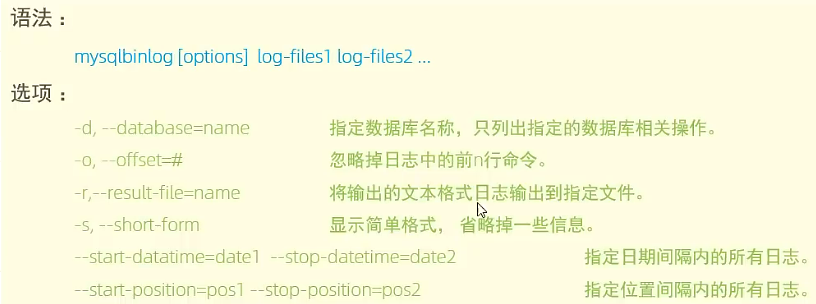 语法：
mysqlbinlog [options] log-files1 log-files2 ...
选项：
-d, --database=name 指定数据库名称，只列出指定的数据库相关操作。
-o, --offset=# 忽略掉日志中的前n行命令。
-r,--result-file=name 将输出的文本格式日志输出到指定文件。
-s, --short-form 显示简单格式， 省略掉一些信息。
--start-datatime=date1 --stop-datetime=date2 指定日期间隔内的所有日志。
--start-position=pos1 --stop-position=pos2 指定位置间隔内的所有日志。